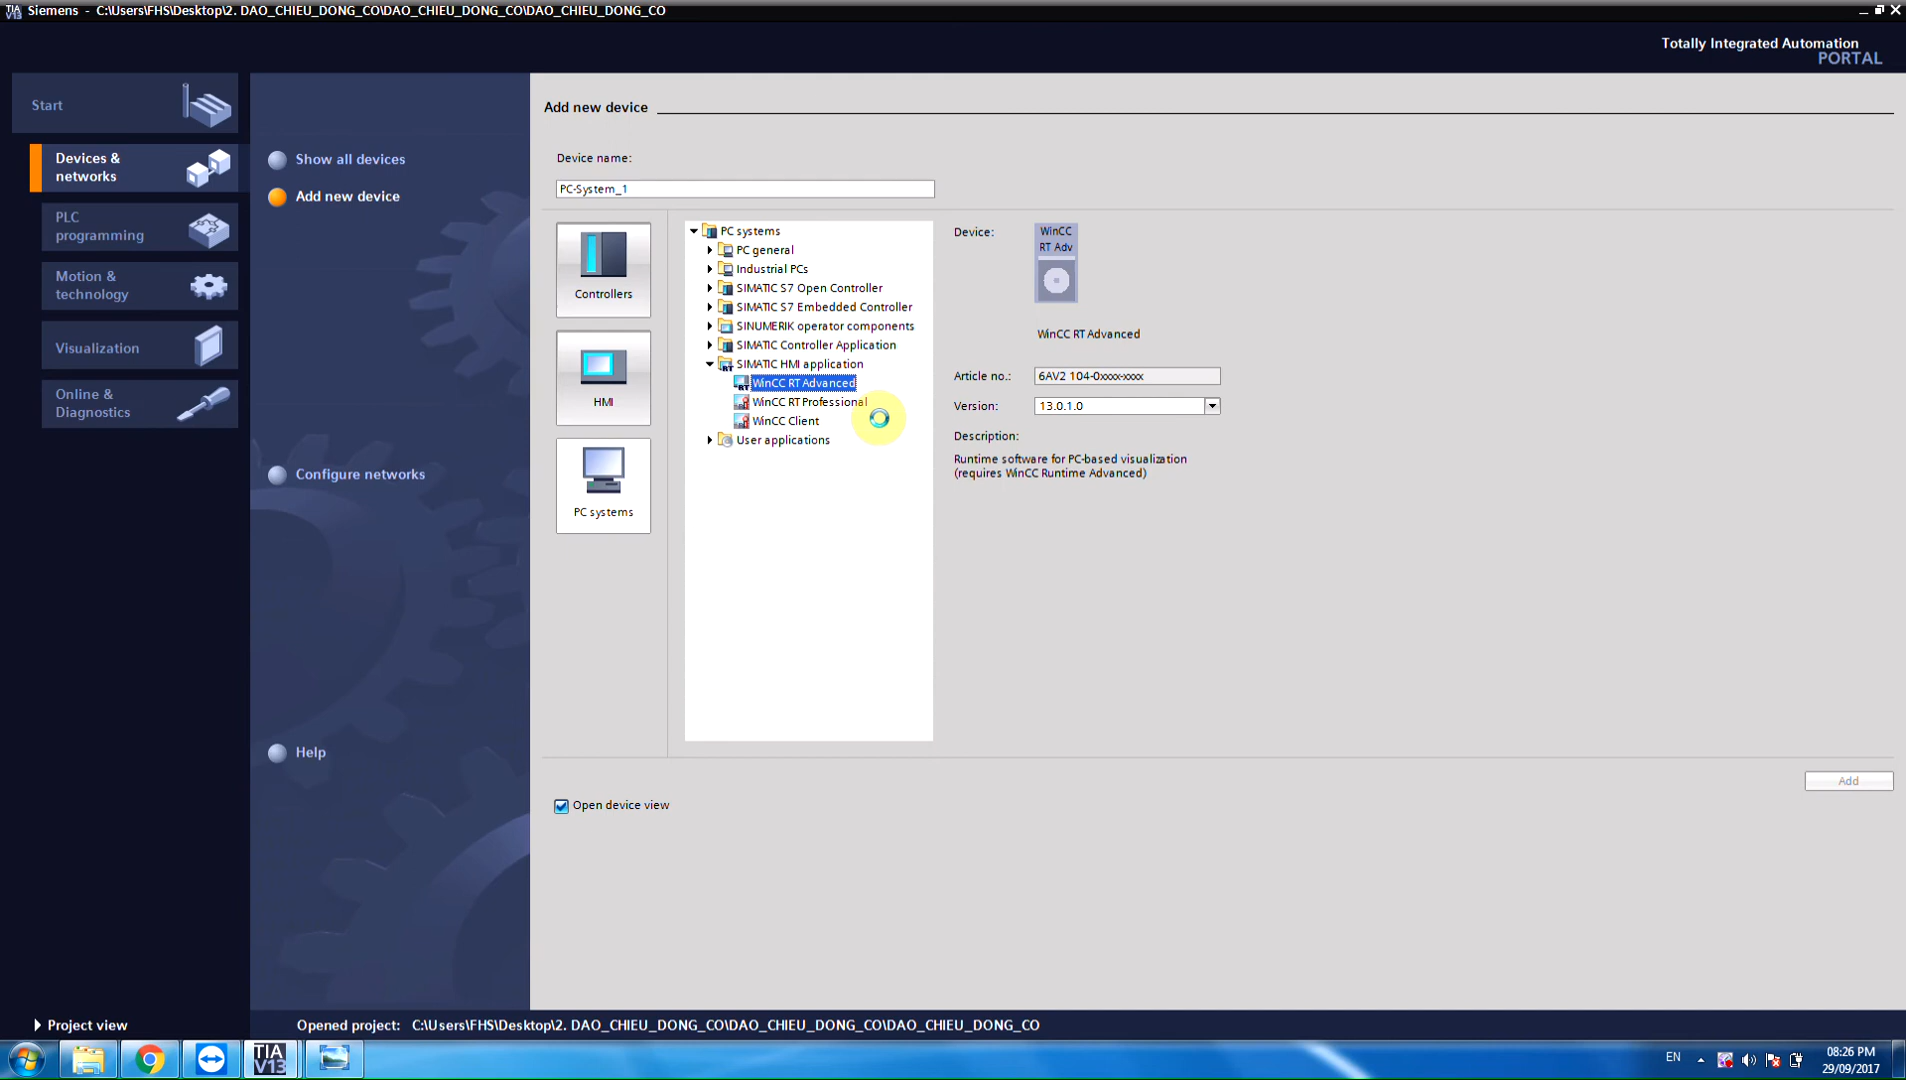 TIA V13 Siemens - C:\Users\FHS\Desktop\2. DAO_CHIEU_DONG_CO\DAO_CHIEU_DONG_CO\DAO_CHIEU_DONG_CO
Totally Integrated Automation
PORTAL
Start
Devices &
networks
PLC
programming
Motion &
technology
Visualization
Online &
Diagnostics
Show all devices
Add new device
Configure networks
Help
Add new device
Device name:
PC-System_1
Controllers
HMI
PC systems
PC systems
PC general
Industrial PCs
SIMATIC S7 Open Controller
SIMATIC S7 Embedded Controller
SINUMERIK operator components
SIMATIC Controller Application
SIMATIC HMI application
WinCC RT Advanced
WinCC RT Professional
WinCC Client
User applications
Device:
WinCC
RT Adv
WinCC RT Advanced
Article no.: 6AV2 104-0xxxx-xxxx
Version: 13.0.1.0
Description:
Runtime software for PC-based visualization
(requires WinCC Runtime Advanced)
Add
Open device view
Project view
Opened project: C:\Users\FHS\Desktop\2. DAO_CHIEU_DONG_CO\DAO_CHIEU_DONG_CO\DAO_CHIEU_DONG_CO
TIA
V13
EN
08:26 PM
29/09/2017